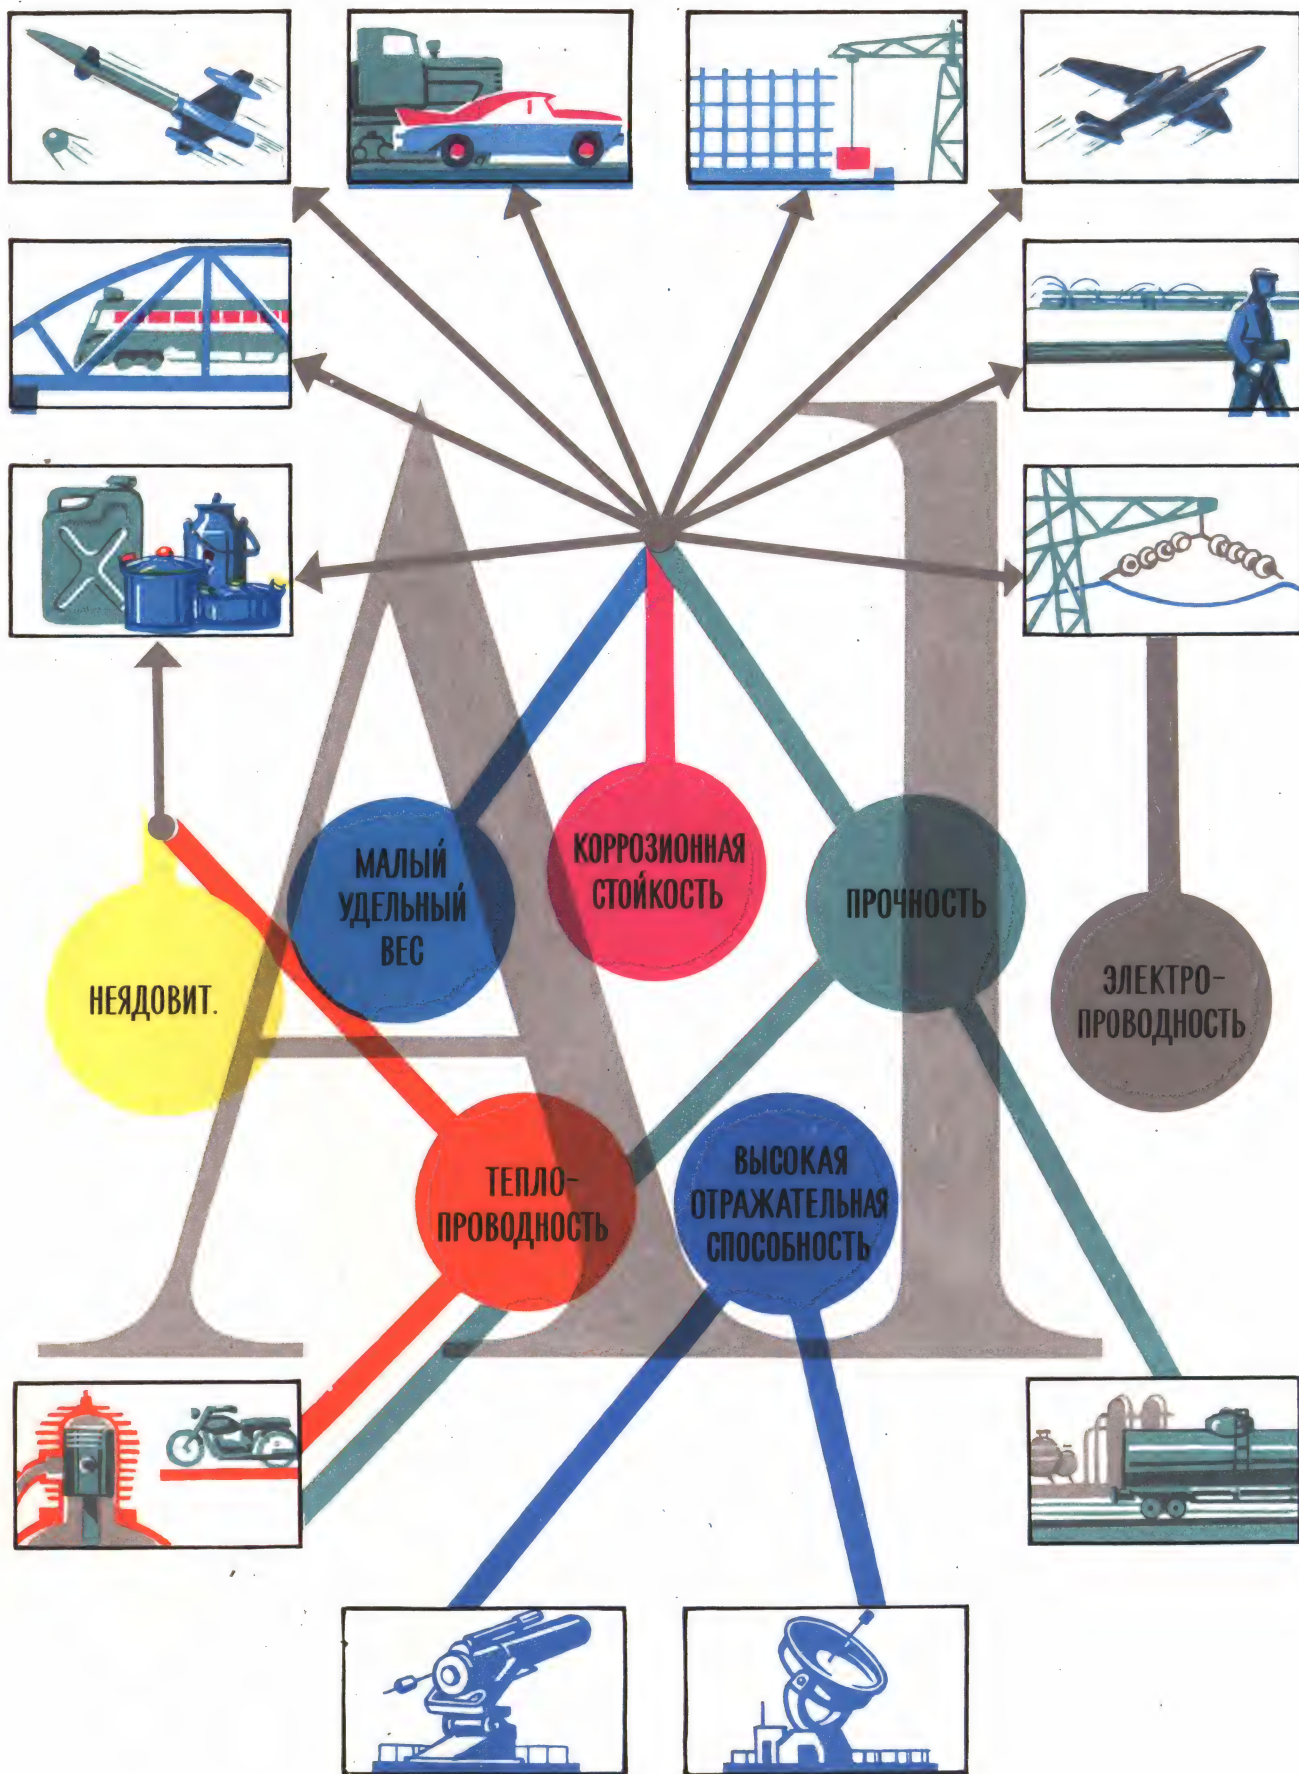 Al
МАЛЫЙ
УДЕЛЬНЫЙ
ВЕС
КОРРОЗИОННАЯ
СТОЙКОСТЬ
ПРОЧНОСТЬ
НЕЯДОВИТ.
ЭЛЕКТРО-
ПРОВОДНОСТЬ
ТЕПЛО-
ПРОВОДНОСТЬ
ВЫСОКАЯ
ОТРАЖАТЕЛЬНАЯ
СПОСОБНОСТЬ